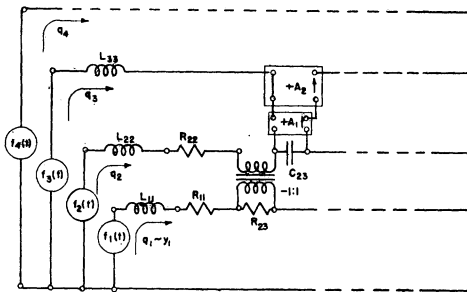 q4
L33
+A2
q3
+A1
L22
R22
C23
f4(t)
f3(t)
q2
-1:1
f2(t)
L11
R11
R23
f1(t)
q1~y1